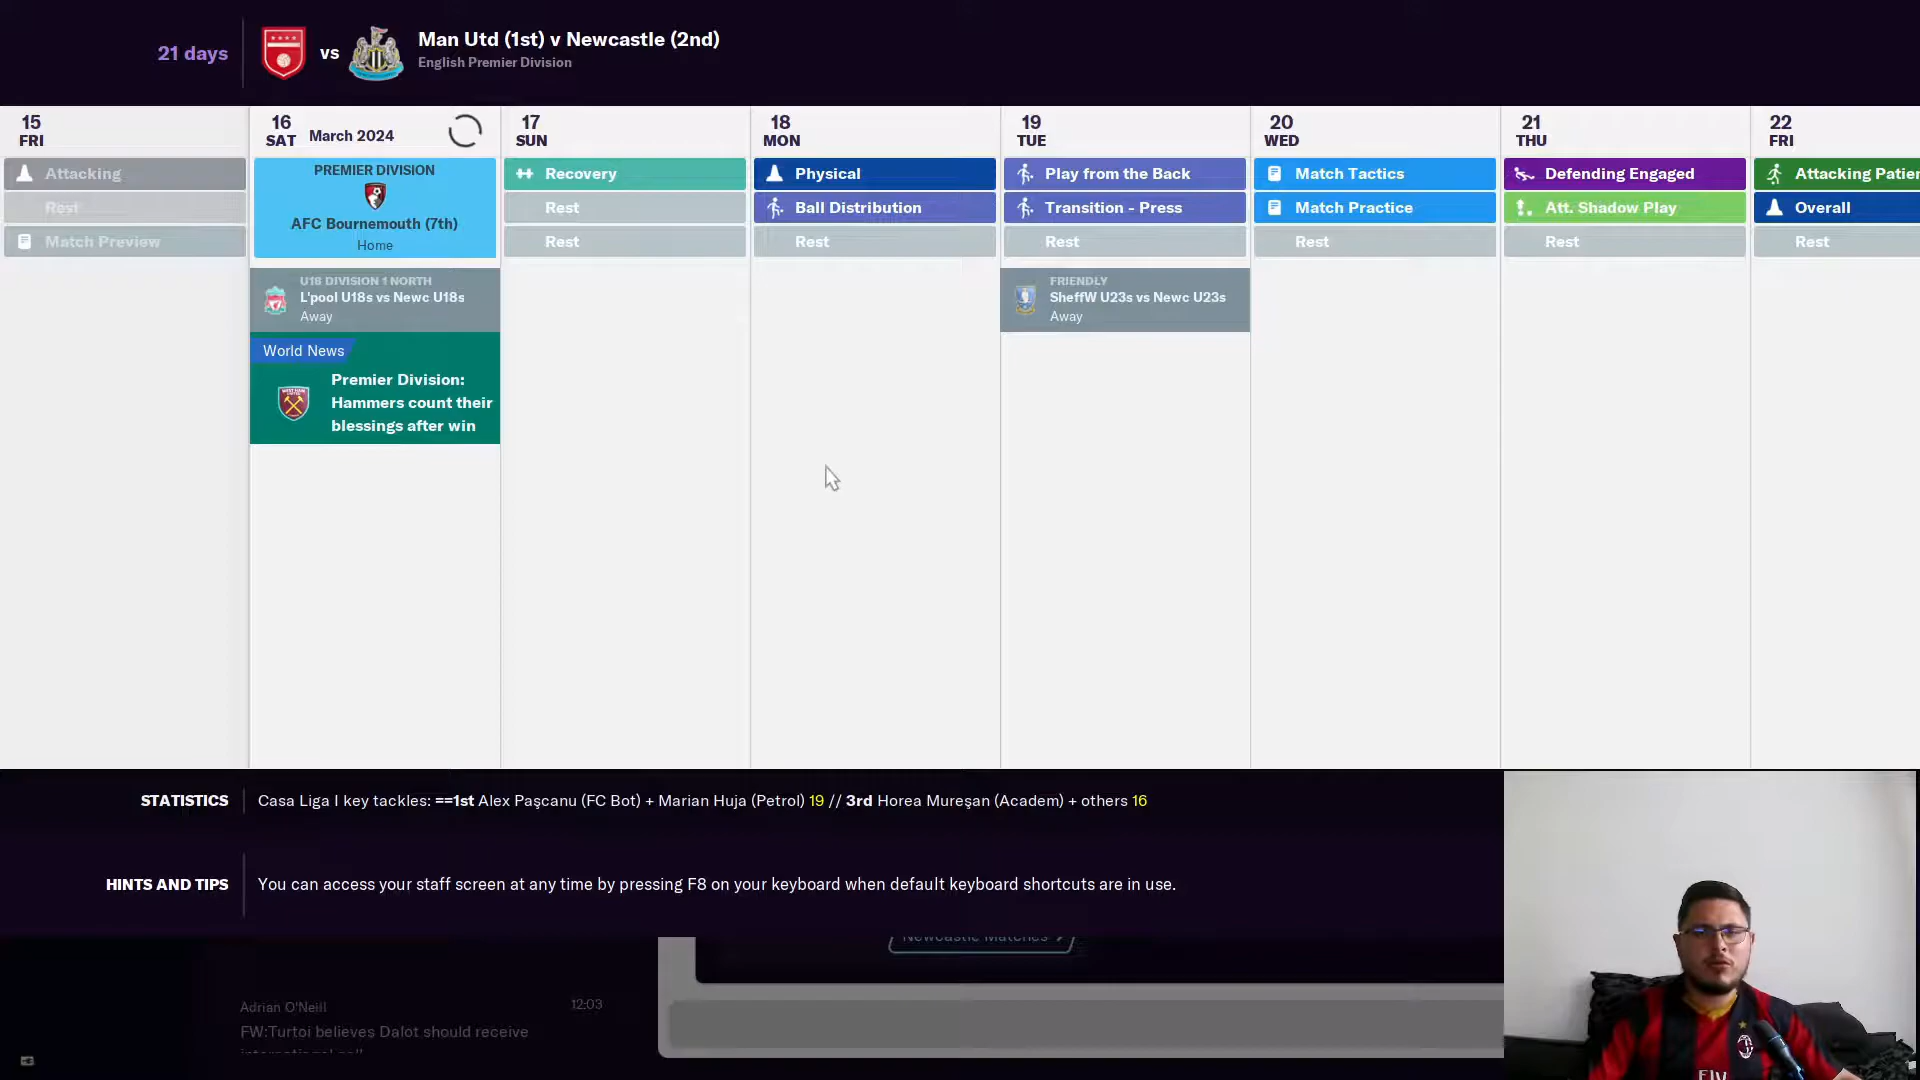 21 days
vs
Man Utd (1st) v Newcastle (2nd)
English Premier Division
15
FRI
Attacking
Rest
Match Preview
16
SAT
March 2024
PREMIER DIVISION
AFC Bournemouth (7th)
Home
U18 DIVISION 1 NORTH
L'pool U18s vs Newc U18s
Away
World News
Premier Division:
Hammers count their
blessings after win
17
SUN
Recovery
Rest
Rest
18
MON
Physical
Ball Distribution
Rest
19
TUE
Play from the Back
Transition - Press
Rest
FRIENDLY
SheffW U23s vs Newc U23s
Away
20
WED
Match Tactics
Match Practice
Rest
21
THU
Defending Engaged
Att. Shadow Play
Rest
22
FRI
Attacking Patien
Overall
Rest
STATISTICS
Casa Liga I key tackles: ==1st Alex Paşcanu (FC Bot) + Marian Huja (Petrol) 19 // 3rd Horea Mureşan (Academ) + others 16
HINTS AND TIPS
You can access your staff screen at any time by pressing F8 on your keyboard when default keyboard shortcuts are in use.
Newcastle Matches
Adrian O'Neill
12:03
FW:Turtoi believes Dalot should receive
international call